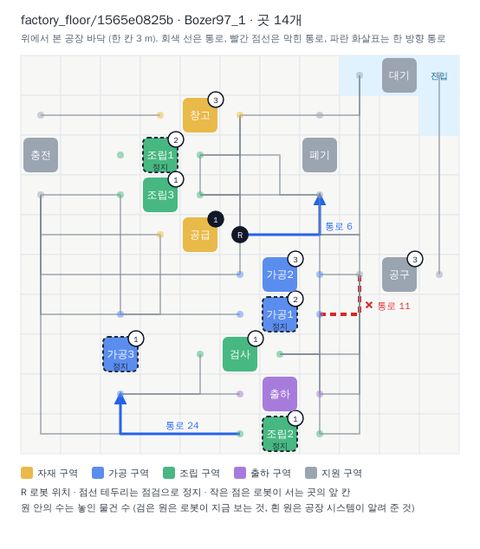 factory_floor/1565e0825b · Bozer97_1 · 곳 14개
위에서 본 공장 바닥 (한 칸 3 m). 회색 선은 통로, 빨간 점선은 막힌 통로, 파란 화살표는 한 방향 통로
대기
전립
창고 3
충전
조립1 2
정지
폐기
조립3 1
공급 1
R
통로 6
가공2 3
공구 3
가공1 2
정지
× 통로 11
가공3 1
정지
검사 1
출하
통로 24
조립2 1
정지
자재 구역 가공 구역 조립 구역 출하 구역 지원 구역
R 로봇 위치 · 점선 테두리는 점검으로 정지 · 작은 점은 로봇이 서는 곳의 앞 칸
원 안의 수는 놓인 물건 수 (검은 원은 로봇이 지금 보는 것, 흰 원은 공장 시스템이 알려 준 것)